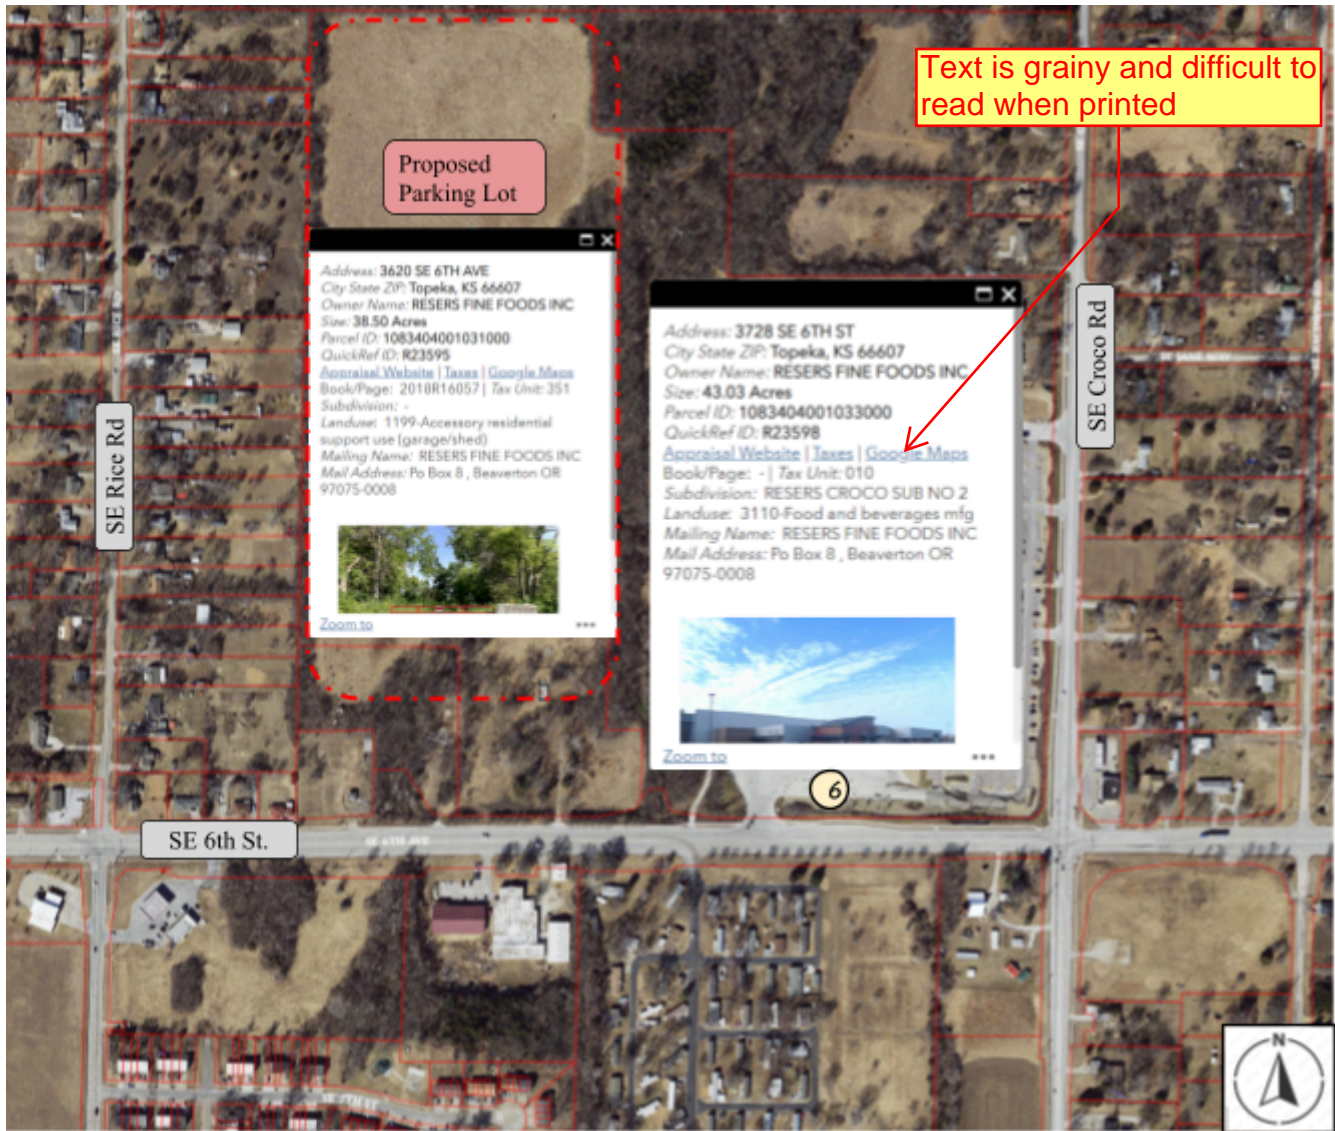 Text is grainy and difficult to
read when printed
Proposed
Parking Lot
Address: 3620 SE 6TH AVE
City State ZIP: Topeka, KS 66607
Owner Name: RESERS FINE FOODS INC
Size: 38.50 Acres
Parcel ID: 1083404001031000
QuickRef ID: R23595
Appraisal Website | Taxes | Google Maps
Book/Page: 2018R16057 | Tax Unit: 351
Subdivision: -
Landuse: 1199-Accessory residential
support use (garage/shed)
Mailing Name: RESERS FINE FOODS INC
Mail Address: Po Box 8 , Beaverton OR
97075-0008
Zoom to
Address: 3728 SE 6TH ST
City State ZIP: Topeka, KS 66607
Owner Name: RESERS FINE FOODS INC
Size: 43.03 Acres
Parcel ID: 1083404001033000
QuickRef ID: R23598
Appraisal Website | Taxes | Google Maps
Book/Page: - | Tax Unit: 010
Subdivision: RESERS CROCO SUB NO 2
Landuse: 3110-Food and beverages mfg
Mailing Name: RESERS FINE FOODS INC
Mail Address: Po Box 8 , Beaverton OR
97075-0008
Zoom to
SE Rice Rd
SE Croco Rd
6
SE 6th St.
SE 6TH AVE
SE 7TH ST
N